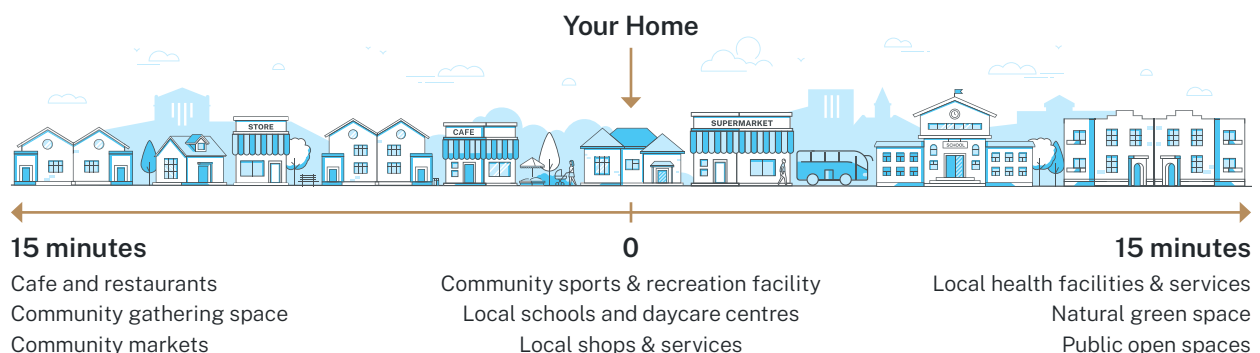 Your Home
STORE
CAFE
SUPERMARKET
SCHOOL
15 minutes
0
15 minutes
Cafe and restaurants
Community sports & recreation facility
Local health facilities & services
Community gathering space
Local schools and daycare centres
Natural green space
Community markets
Local shops & services
Public open spaces